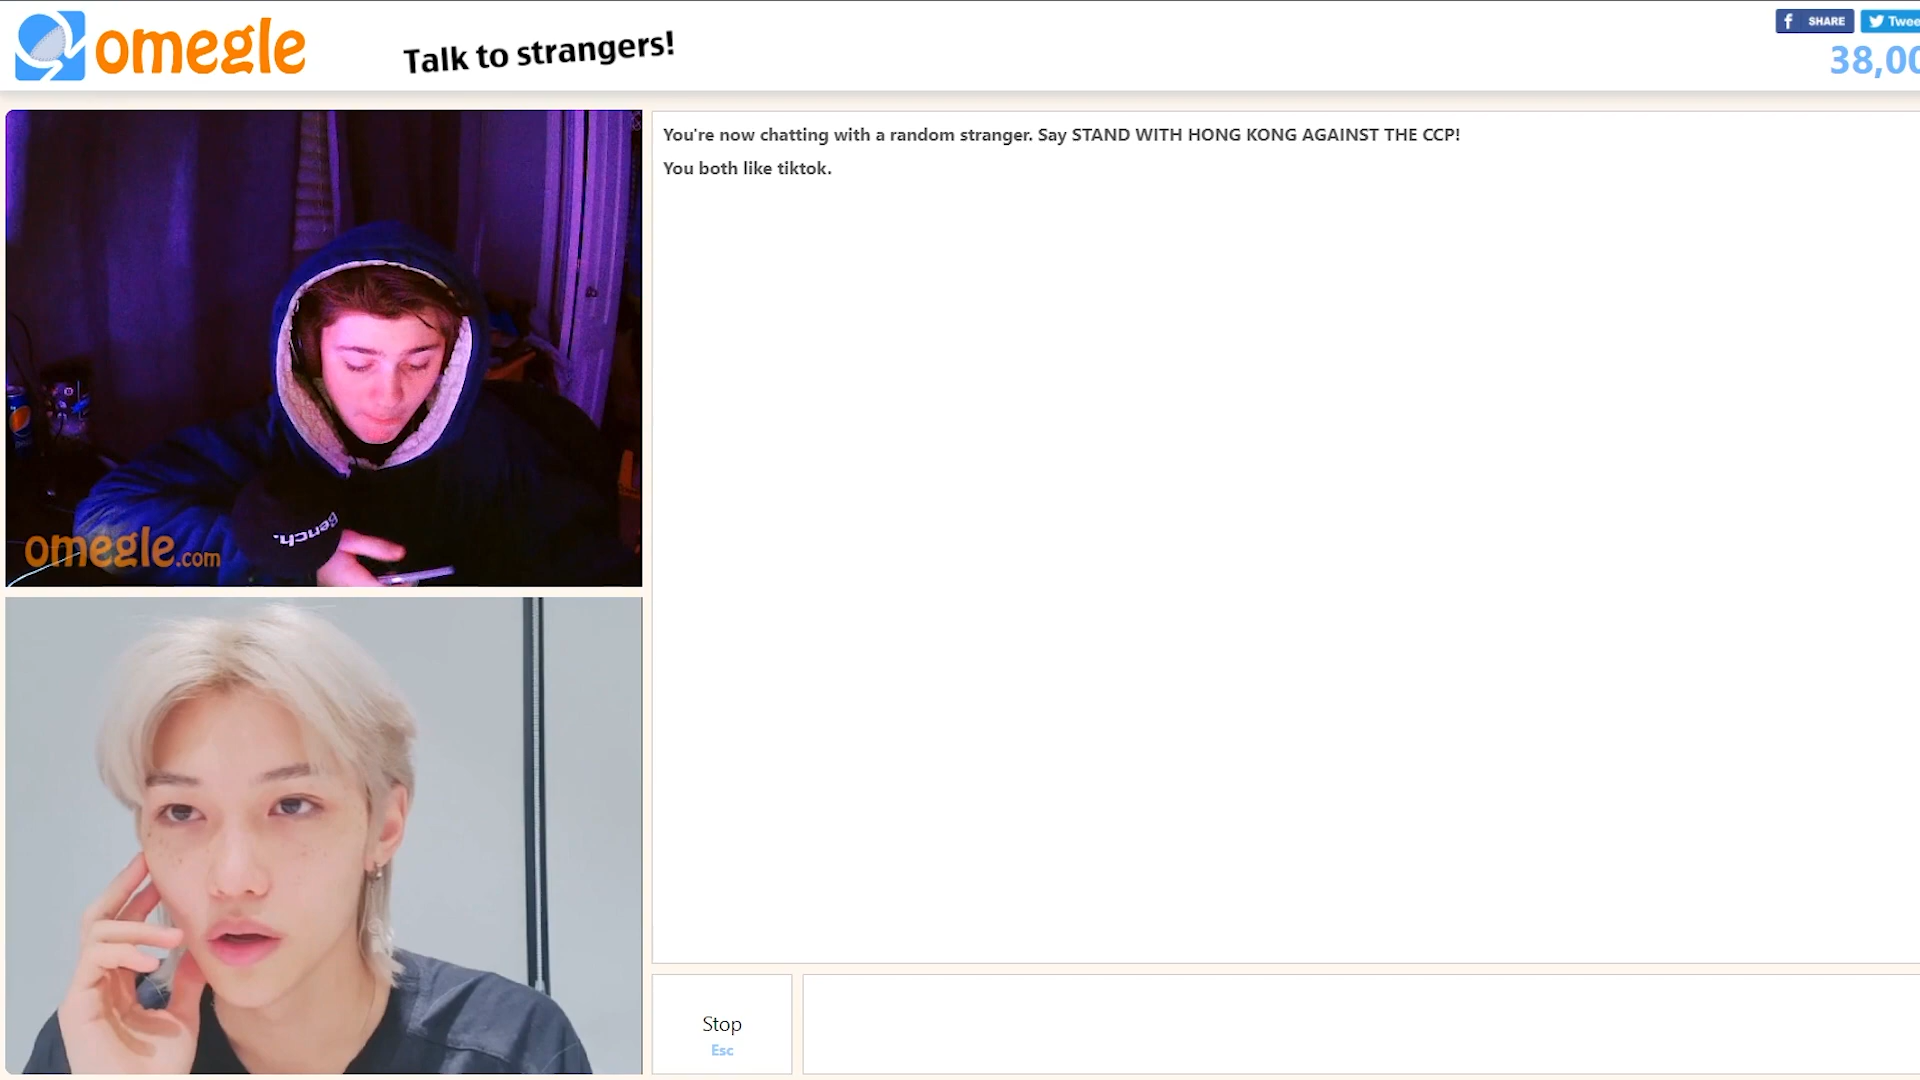 omegle
Talk to strangers!
f SHARE
Twee
38,00
You're now chatting with a random stranger. Say STAND WITH HONG KONG AGAINST THE CCP!
You both like tiktok.
Bench.
omegle.com
Stop
Esc